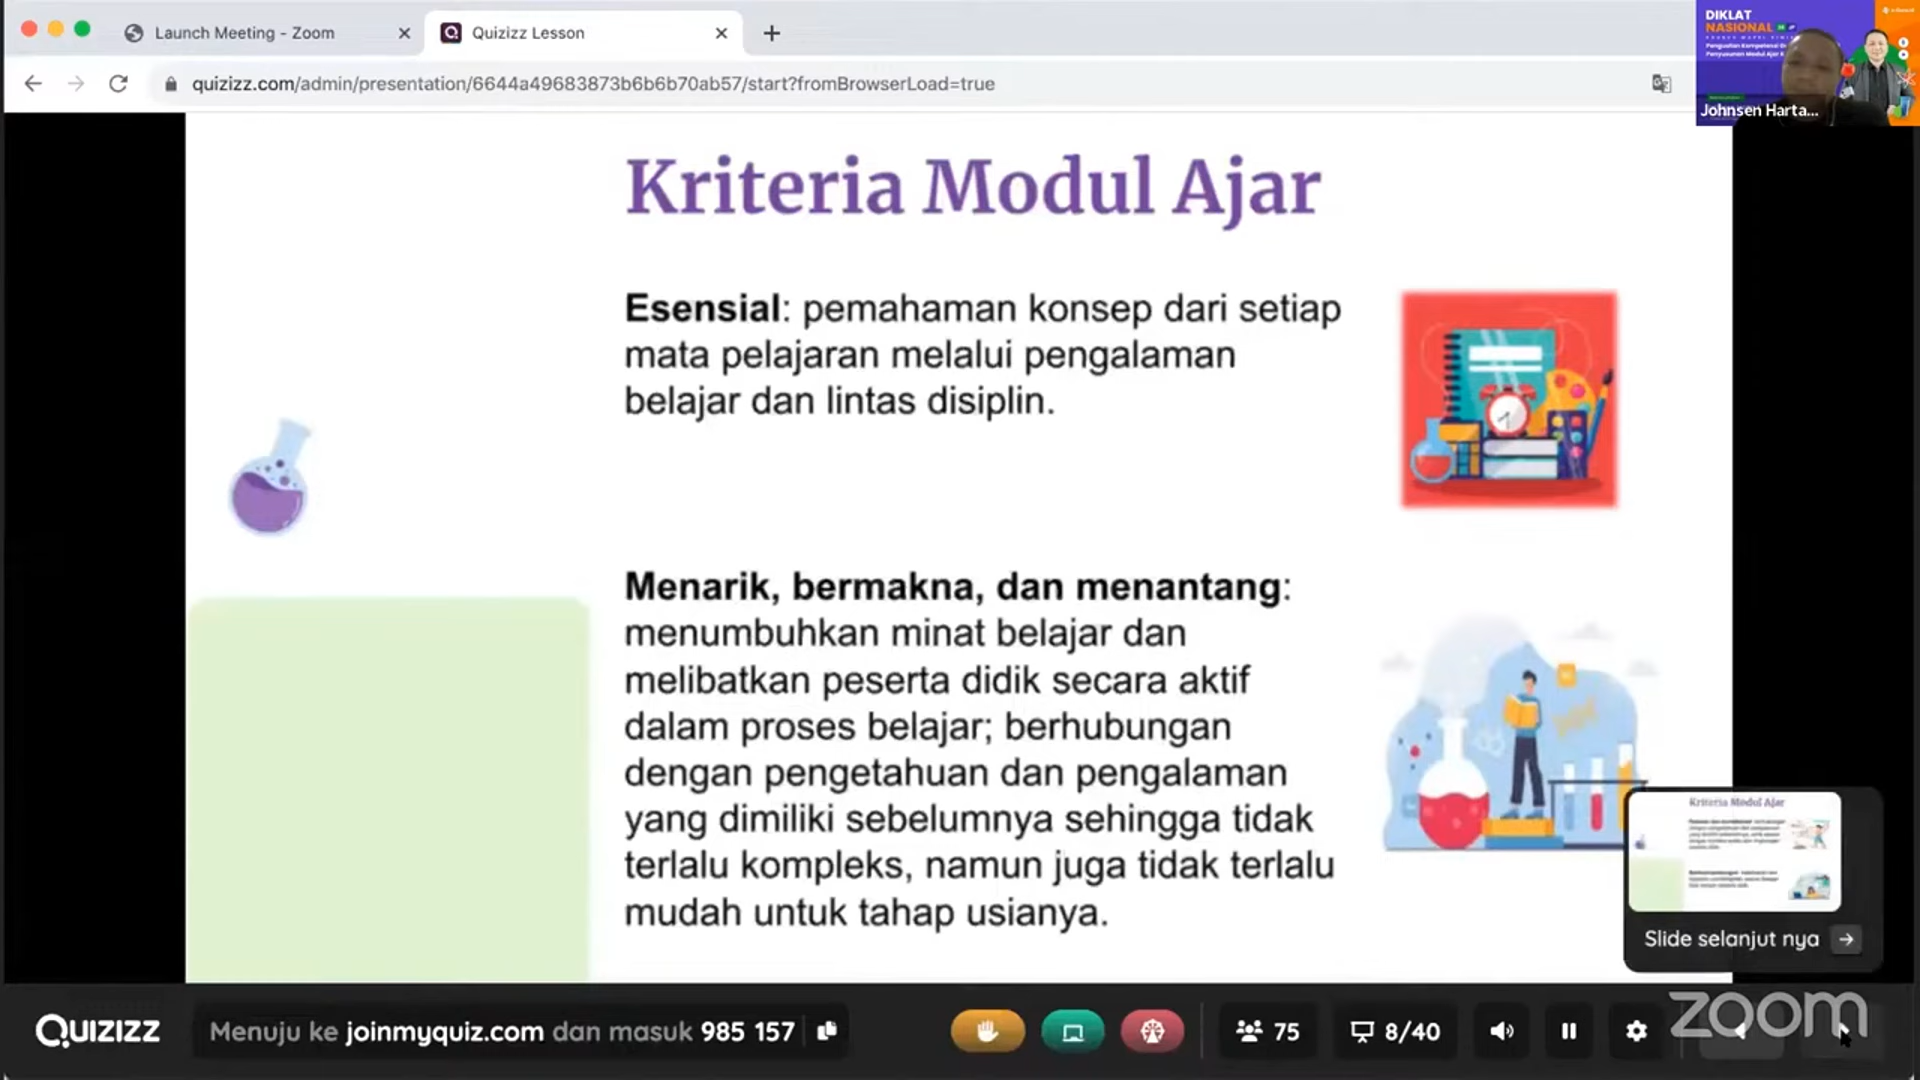 Launch Meeting - Zoom
Quizizz Lesson
quizizz.com/admin/presentation/6644a49683873b6b6b70ab57/start?fromBrowserLoad=true
DIKLAT
NASIONAL
Johnsen Harta...
Kriteria Modul Ajar
Esensial: pemahaman konsep dari setiap
mata pelajaran melalui pengalaman
belajar dan lintas disiplin.
Menarik, bermakna, dan menantang:
menumbuhkan minat belajar dan
melibatkan peserta didik secara aktif
dalam proses belajar; berhubungan
dengan pengetahuan dan pengalaman
yang dimiliki sebelumnya sehingga tidak
terlalu kompleks, namun juga tidak terlalu
mudah untuk tahap usianya.
Kriteria Modul Ajar
Slide selanjut nya
QUIZIZZ
Menuju ke joinmyquiz.com dan masuk 985 157
75
8/40
zoom